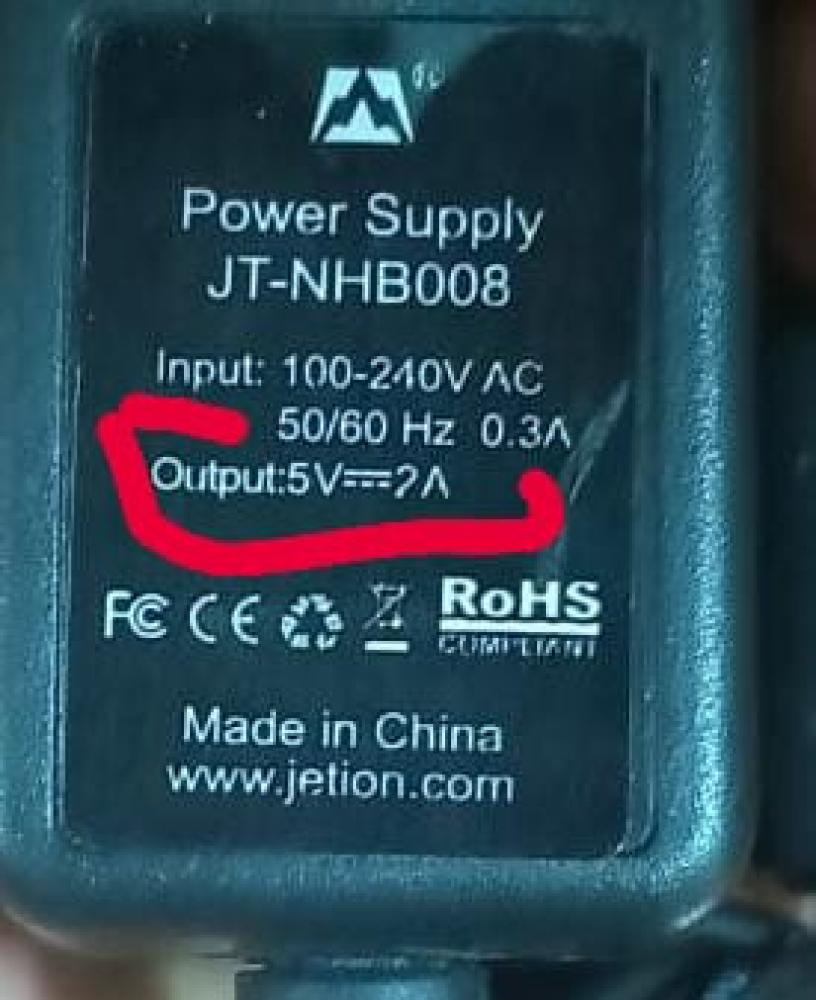 Power Supply
JT-NHB008
Input: 100-240V AC
50/60 Hz 0.3A
Output:5V⎓2A
FC CE
RoHS
COMPLIANT
Made in China
www.jetion.com